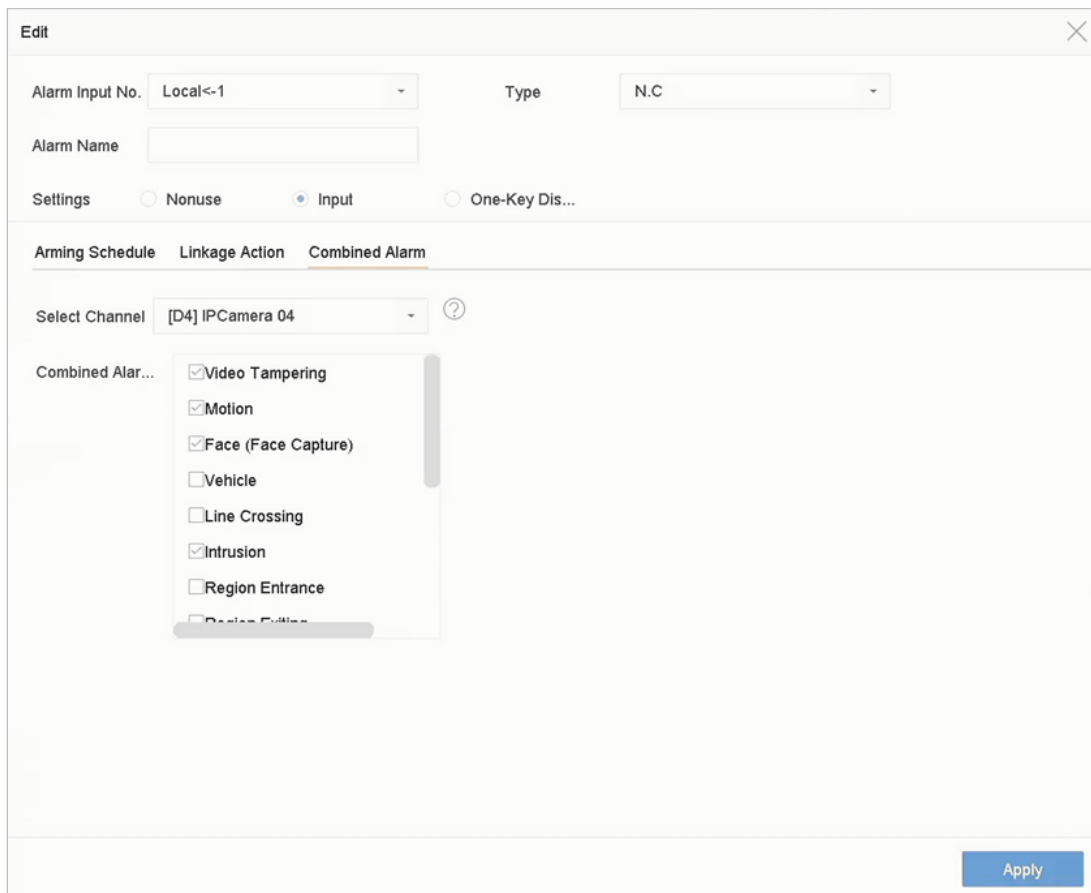 Edit
Alarm Input No. Local<-1 Type N.C
Alarm Name
Settings Nonuse Input One-Key Dis...
Arming Schedule Linkage Action Combined Alarm
Select Channel [D4] IPCamera 04 ?
Combined Alar... Video Tampering
Motion
Face (Face Capture)
Vehicle
Line Crossing
Intrusion
Region Entrance
Region Exiting
Apply